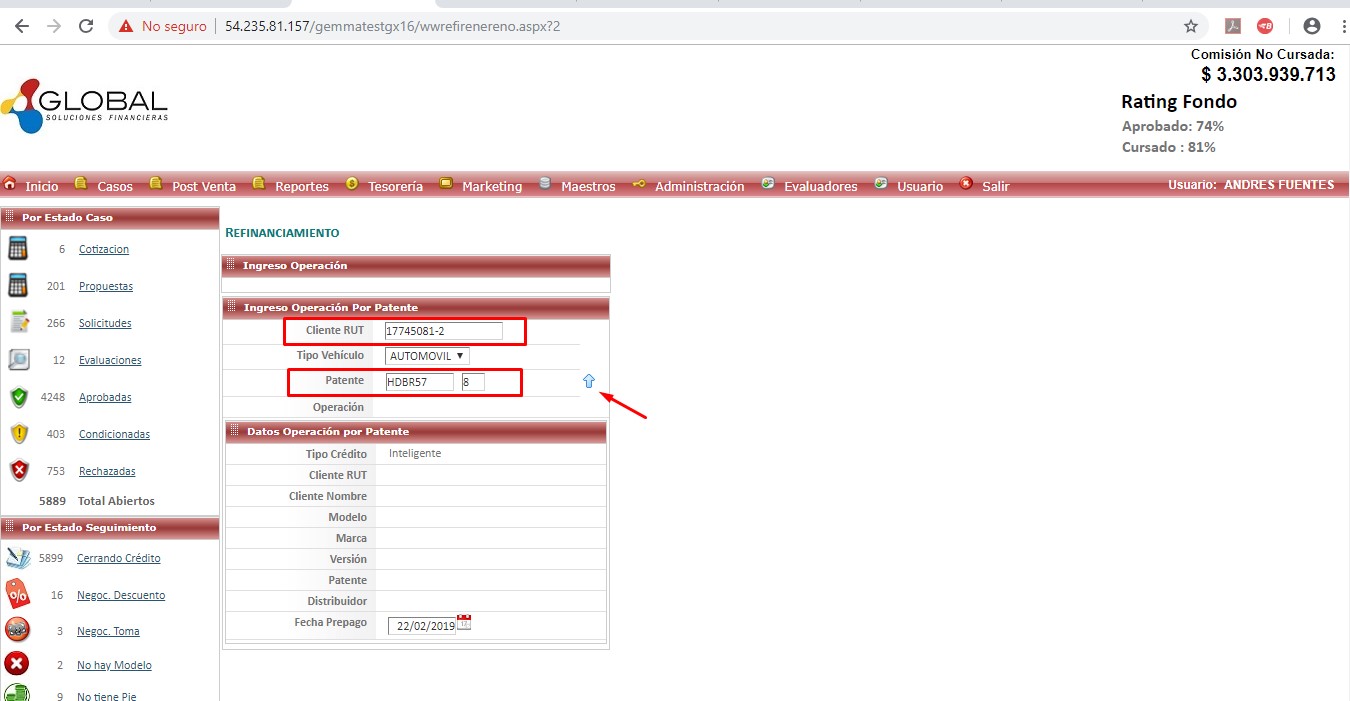 No seguro 54.235.81.157/gemmatestgx16/wwrefirenereno.aspx?2
Comisión No Cursada:
$ 3.303.939.713
GLOBAL
SOLUCIONES FINANCIERAS
Rating Fondo
Aprobado: 74%
Cursado : 81%
Inicio Casos Post Venta Reportes Tesorería Marketing Maestros Administración Evaluadores Usuario Salir Usuario: ANDRES FUENTES
Por Estado Caso
6 Cotizacion
201 Propuestas
266 Solicitudes
12 Evaluaciones
4248 Aprobadas
403 Condicionadas
753 Rechazadas
5889 Total Abiertos
Por Estado Seguimiento
5899 Cerrando Crédito
16 Negoc. Descuento
3 Negoc. Toma
2 No hay Modelo
9 No tiene Pie
REFINANCIAMIENTO
Ingreso Operación
Ingreso Operación Por Patente
Cliente RUT 17745081-2
Tipo Vehículo AUTOMOVIL
Patente HDBR57 8
Operación
Datos Operación por Patente
Tipo Crédito Inteligente
Cliente RUT
Cliente Nombre
Modelo
Marca
Versión
Patente
Distribuidor
Fecha Prepago 22/02/2019